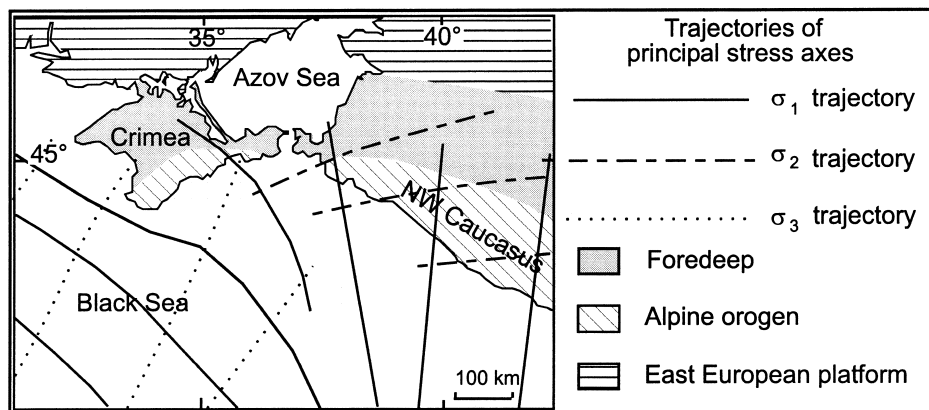 35°
40°
Azov Sea
Crimea
45°
NW Caucasus
Black Sea
100 km
Trajectories of
principal stress axes
σ1 trajectory
σ2 trajectory
σ3 trajectory
Foredeep
Alpine orogen
East European platform